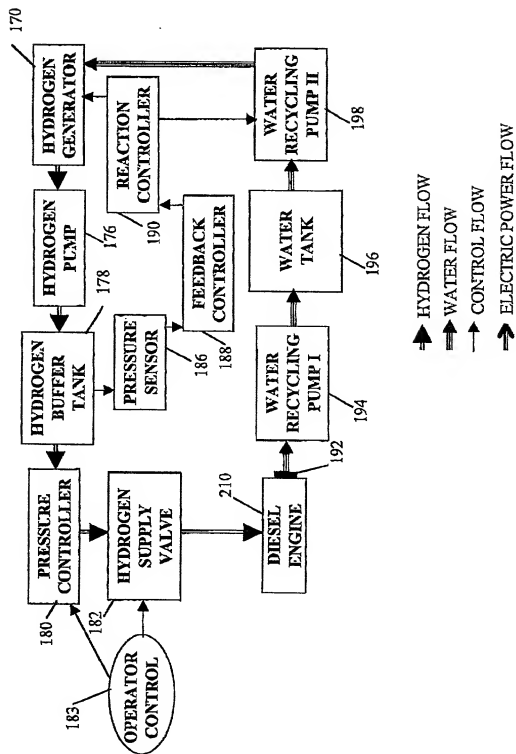 170
HYDROGEN
GENERATOR
REACTION
CONTROLLER
190
WATER
RECYCLING
PUMP II
198
HYDROGEN
PUMP
176
178
FEEDBACK
CONTROLLER
188
WATER
TANK
196
HYDROGEN
BUFFER
TANK
PRESSURE
SENSOR
186
WATER
RECYCLING
PUMP I
194
PRESSURE
CONTROLLER
180
HYDROGEN
SUPPLY
VALVE
182
192
210
DIESEL
ENGINE
183
OPERATOR
CONTROL
HYDROGEN FLOW
WATER FLOW
CONTROL FLOW
ELECTRIC POWER FLOW